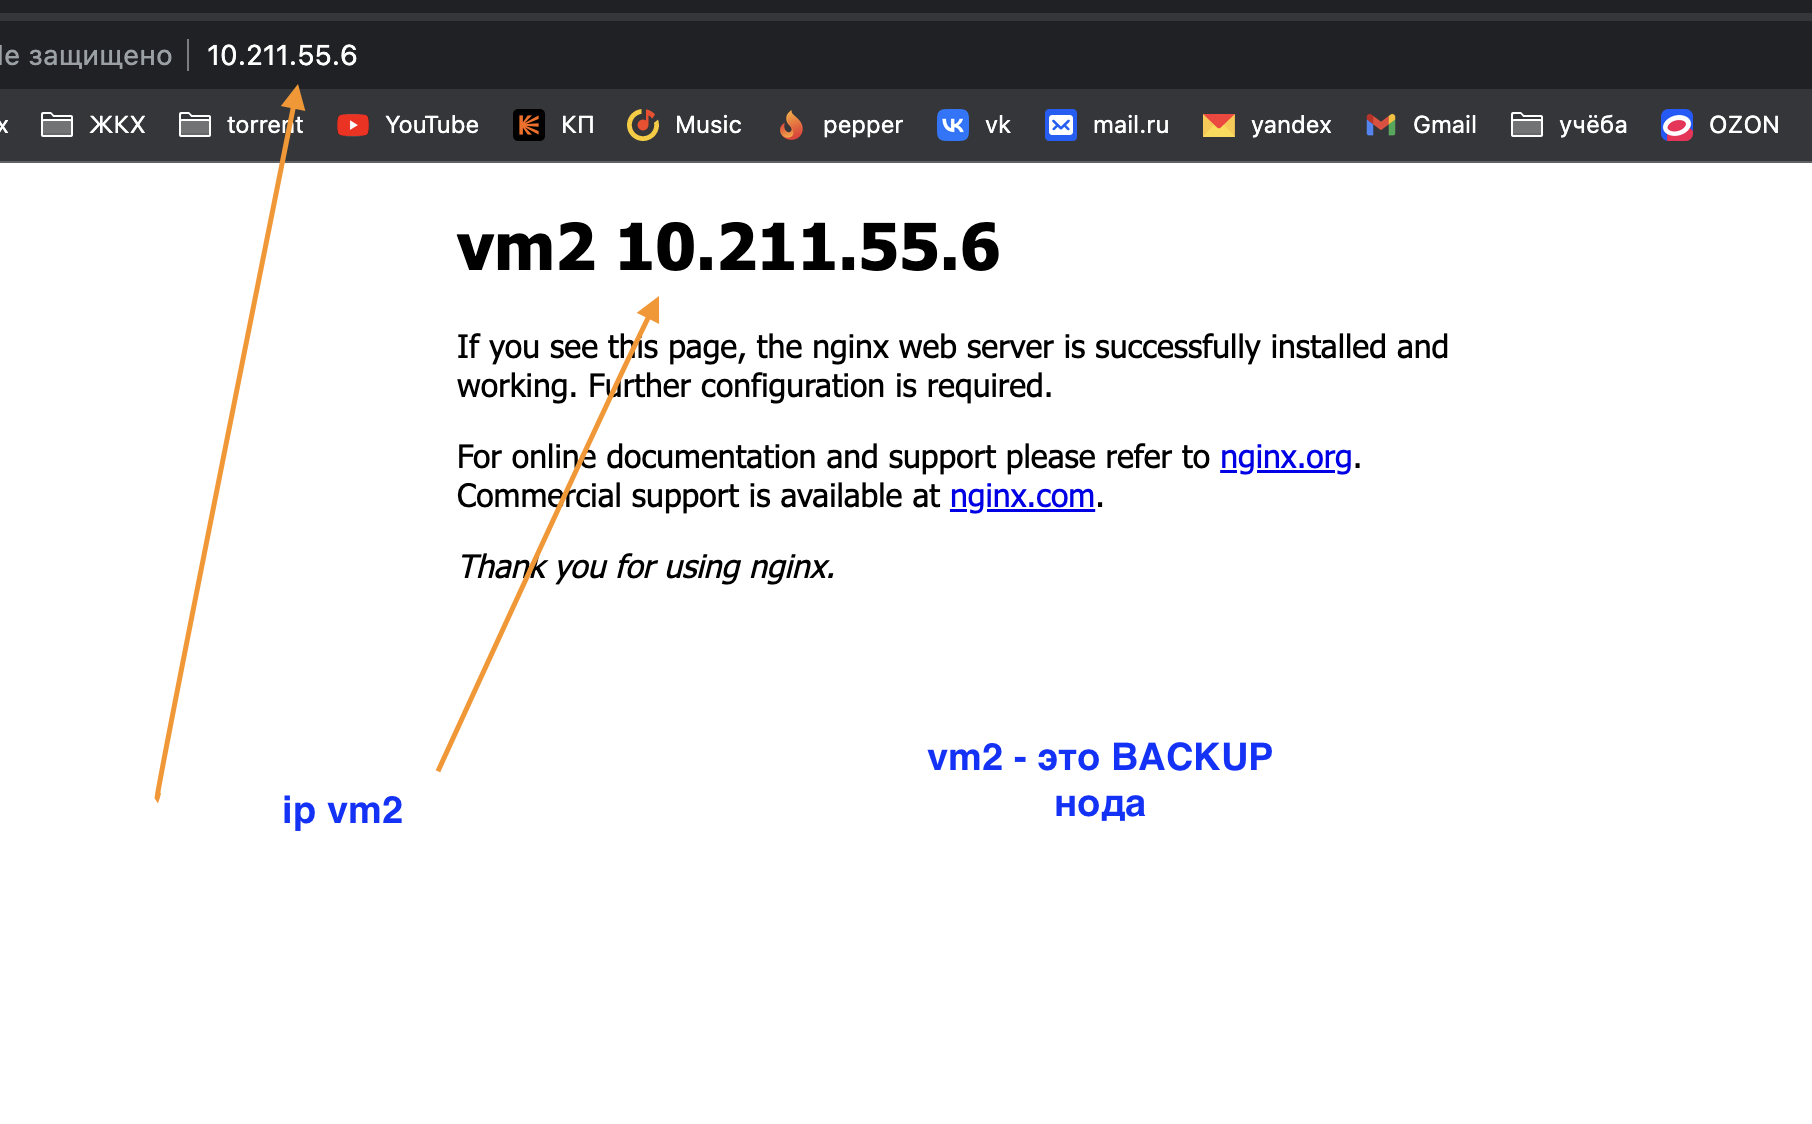 е защищено 10.211.55.6
х ЖКХ torrent YouTube КП Music pepper vk mail.ru yandex Gmail учёба OZON
vm2 10.211.55.6
If you see this page, the nginx web server is successfully installed and
working. Further configuration is required.
For online documentation and support please refer to nginx.org.
Commercial support is available at nginx.com.
Thank you for using nginx.
vm2 - это BACKUP
нода
ip vm2